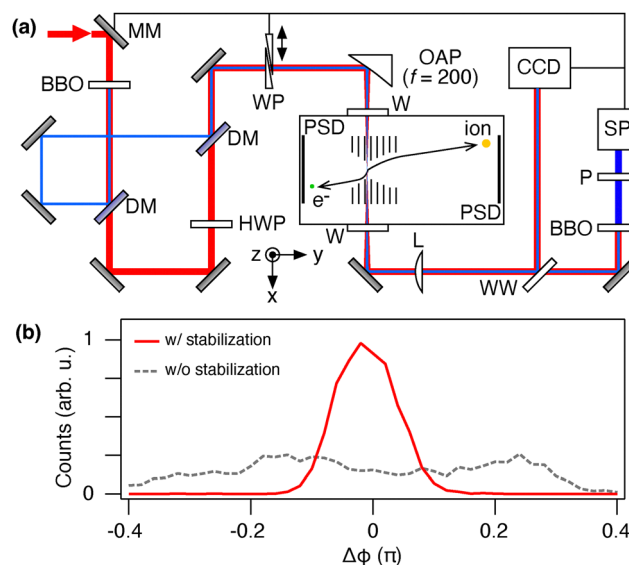 (a)
MM
OAP
(f = 200)
CCD
BBO
WP
W
SP
DM
PSD
ion
P
e-
PSD
DM
HWP
BBO
W
L
z
y
x
WW
(b)
1
w/ stabilization
w/o stabilization
Counts (arb. u.)
0
-0.4
-0.2
0
0.2
0.4
Δϕ (π)